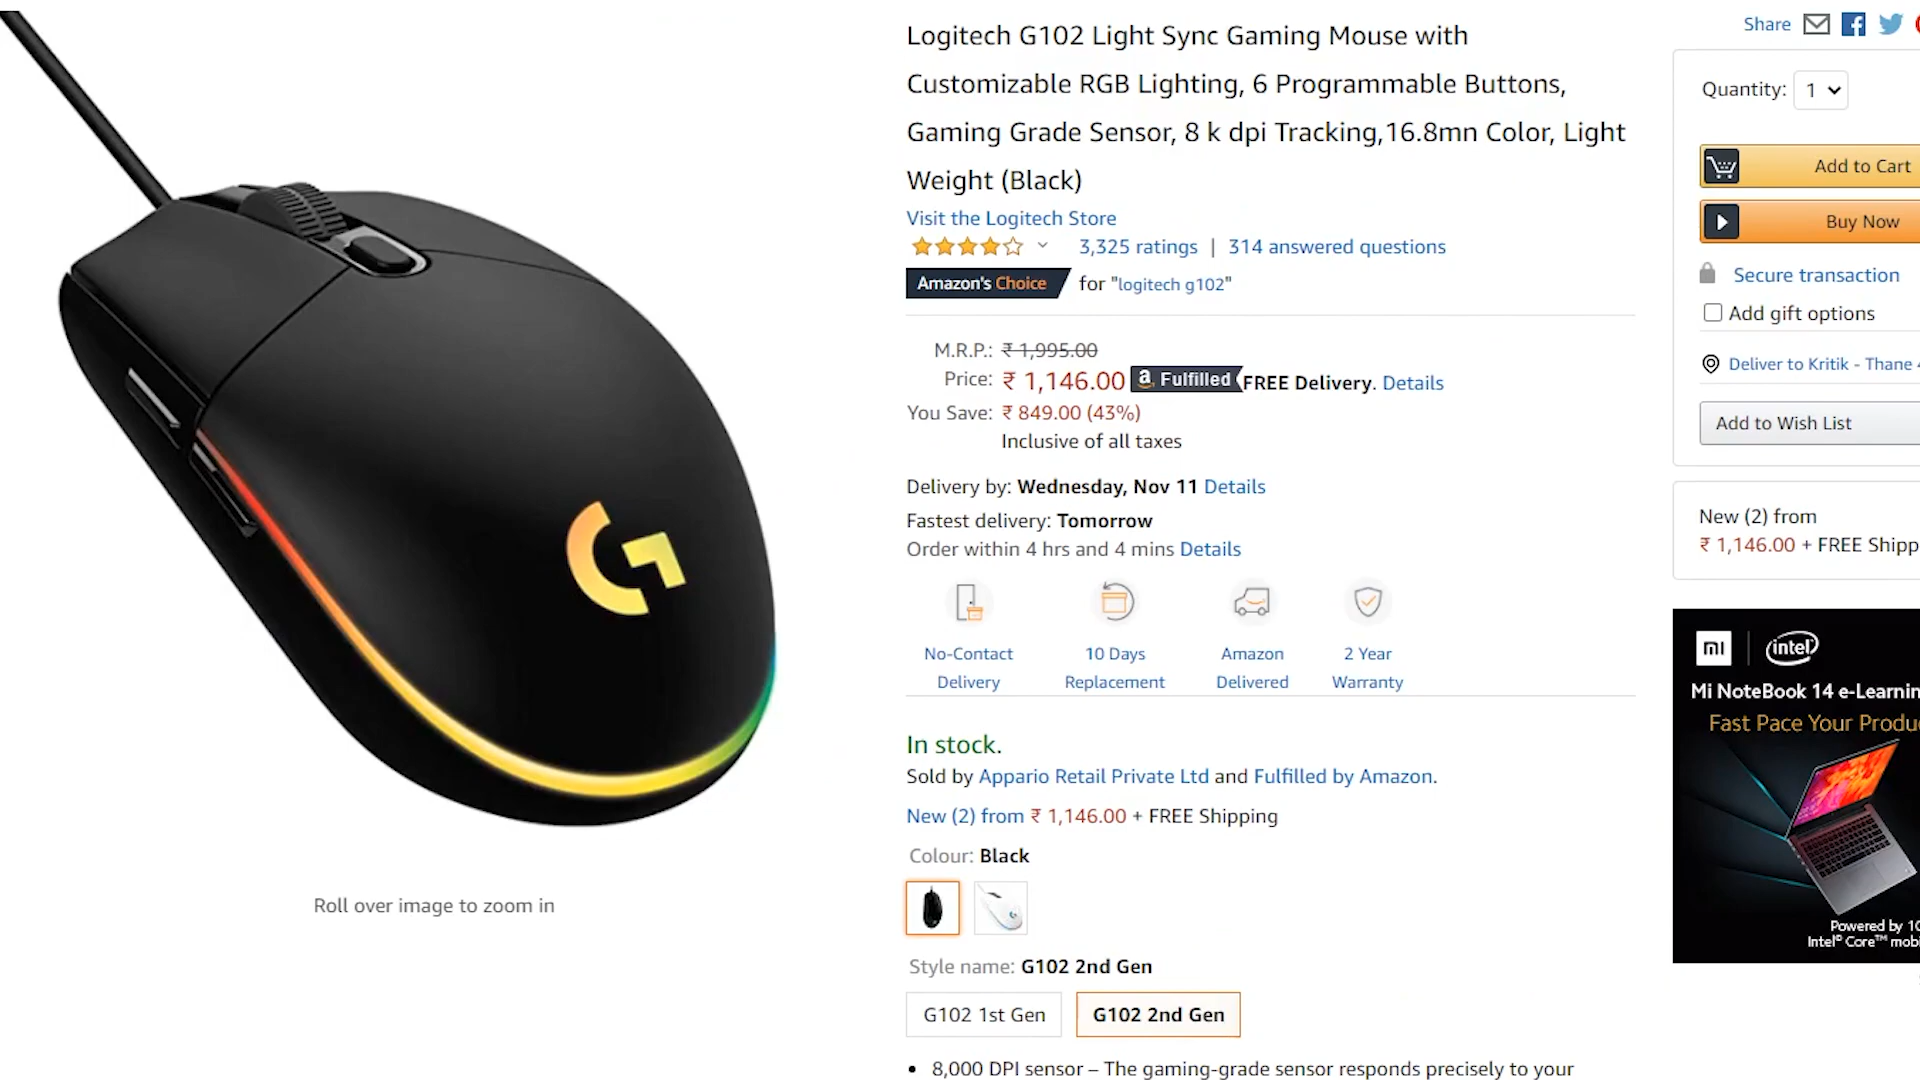 Logitech G102 Light Sync Gaming Mouse with
Customizable RGB Lighting, 6 Programmable Buttons,
Gaming Grade Sensor, 8 k dpi Tracking,16.8mn Color, Light
Weight (Black)
Visit the Logitech Store
3,325 ratings | 314 answered questions
Amazon's Choice for "logitech g102"
M.R.P.: ₹ 1,995.00
Price: ₹ 1,146.00 a Fulfilled FREE Delivery. Details
You Save: ₹ 849.00 (43%)
Inclusive of all taxes
Delivery by: Wednesday, Nov 11 Details
Fastest delivery: Tomorrow
Order within 4 hrs and 4 mins Details
No-Contact
Delivery
10 Days
Replacement
Amazon
Delivered
2 Year
Warranty
In stock.
Sold by Appario Retail Private Ltd and Fulfilled by Amazon.
New (2) from ₹ 1,146.00 + FREE Shipping
Colour: Black
Style name: G102 2nd Gen
G102 1st Gen
G102 2nd Gen
• 8,000 DPI sensor – The gaming-grade sensor responds precisely to your
G
Roll over image to zoom in
Share
Quantity: 1
Add to Cart
Buy Now
Secure transaction
Add gift options
Deliver to Kritik - Thane 4
Add to Wish List
New (2) from
₹ 1,146.00 + FREE Shipp
mi intel
Mi NoteBook 14 e-Learnin
Fast Pace Your Produc
Powered by 10
Intel® Core™ mobi